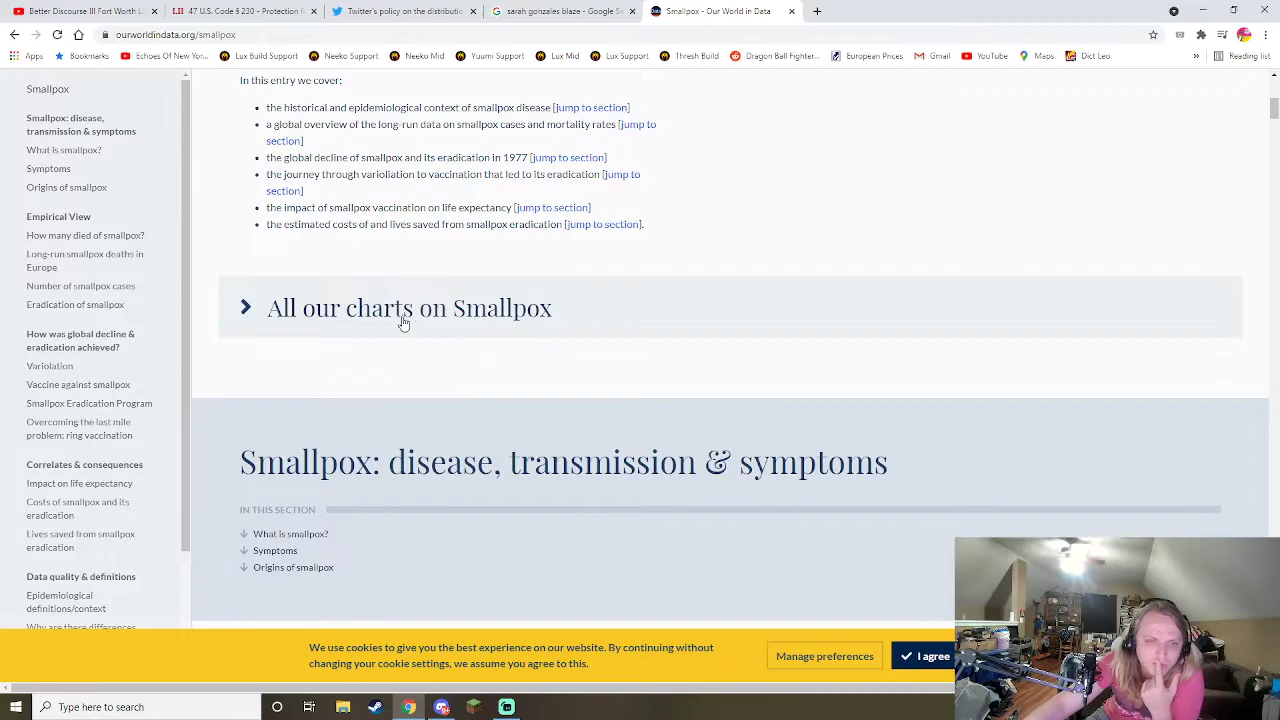 Better Discourse III Fort Worth Li
47 U.S. Code § 230 - Protection f
Twitter's policy on the distributio
sarah gonzales blaze - Google Se
Smallpox - Our World in Data
ourworldindata.org/smallpox
Apps
Bookmarks
Echoes Of New Yor...
Lux Build Support
Neeko Support
Neeko Mid
Yuumi Support
Lux Mid
Lux Support
Thresh Build
Dragon Ball Fighter...
European Prices
Gmail
YouTube
Maps
Dict Leo
»
Reading list
Smallpox
Smallpox: disease,
transmission & symptoms
What is smallpox?
Symptoms
Origins of smallpox
Empirical View
How many died of smallpox?
Long-run smallpox deaths in
Europe
Number of smallpox cases
Eradication of smallpox
How was global decline &
eradication achieved?
Variolation
Vaccine against smallpox
Smallpox Eradication Program
Overcoming the last mile
problem: ring vaccination
Correlates & consequences
Impact on life expectancy
Costs of smallpox and its
eradication
Lives saved from smallpox
eradication
Data quality & definitions
Epidemiological
definitions/context
Why are there differences
In this entry we cover:
• the historical and epidemiological context of smallpox disease [jump to section]
• a global overview of the long-run data on smallpox cases and mortality rates [jump to
section]
• the global decline of smallpox and its eradication in 1977 [jump to section]
• the journey through variolation to vaccination that led to its eradication [jump to
section]
• the impact of smallpox vaccination on life expectancy [jump to section]
• the estimated costs of and lives saved from smallpox eradication [jump to section].
All our charts on Smallpox
Smallpox: disease, transmission & symptoms
IN THIS SECTION
What is smallpox?
Symptoms
Origins of smallpox
We use cookies to give you the best experience on our website. By continuing without
changing your cookie settings, we assume you agree to this.
Manage preferences
I agree
Type here to search